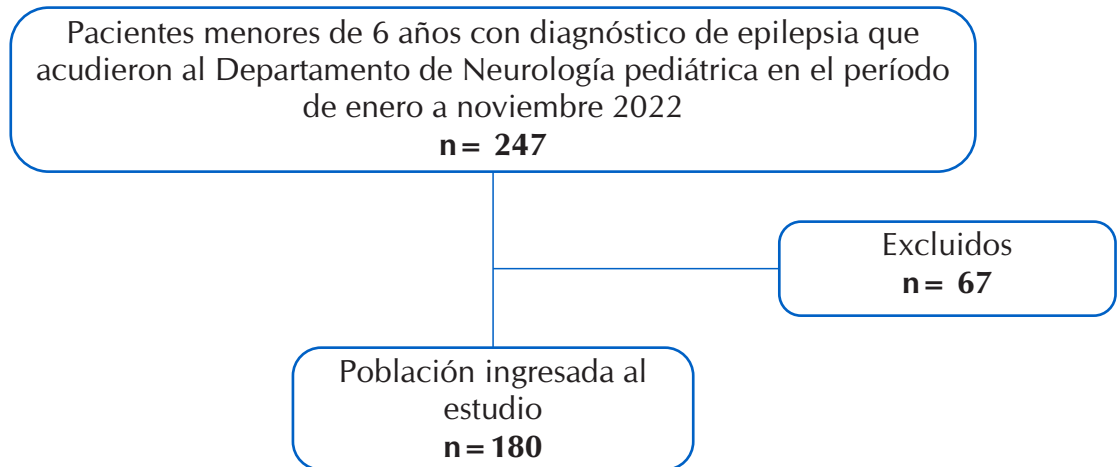 Pacientes menores de 6 años con diagnóstico de epilepsia que
acudieron al Departamento de Neurología pediátrica en el período
de enero a noviembre 2022
n= 247
Excluidos
n= 67
Población ingresada al
estudio
n=180